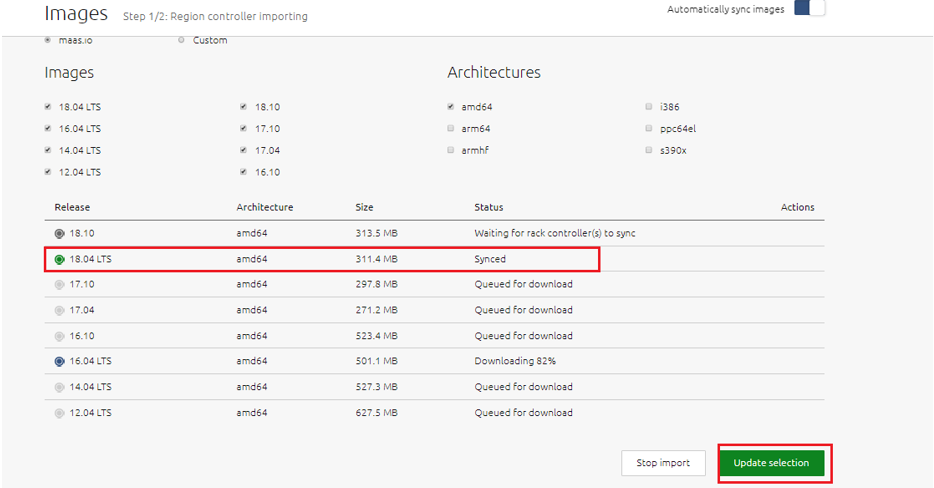 Images Step 1/2: Region controller importing Automatically sync images
maas.io Custom
Images Architectures
18.04 LTS 18.10 amd64 i386
16.04 LTS 17.10 arm64 ppc64el
14.04 LTS 17.04 armhf s390x
12.04 LTS 16.10
Release Architecture Size Status Actions
18.10 amd64 313.5 MB Waiting for rack controller(s) to sync
18.04 LTS amd64 311.4 MB Synced
17.10 amd64 297.8 MB Queued for download
17.04 amd64 271.2 MB Queued for download
16.10 amd64 523.4 MB Queued for download
16.04 LTS amd64 501.1 MB Downloading 82%
14.04 LTS amd64 527.3 MB Queued for download
12.04 LTS amd64 627.5 MB Queued for download
Stop import Update selection